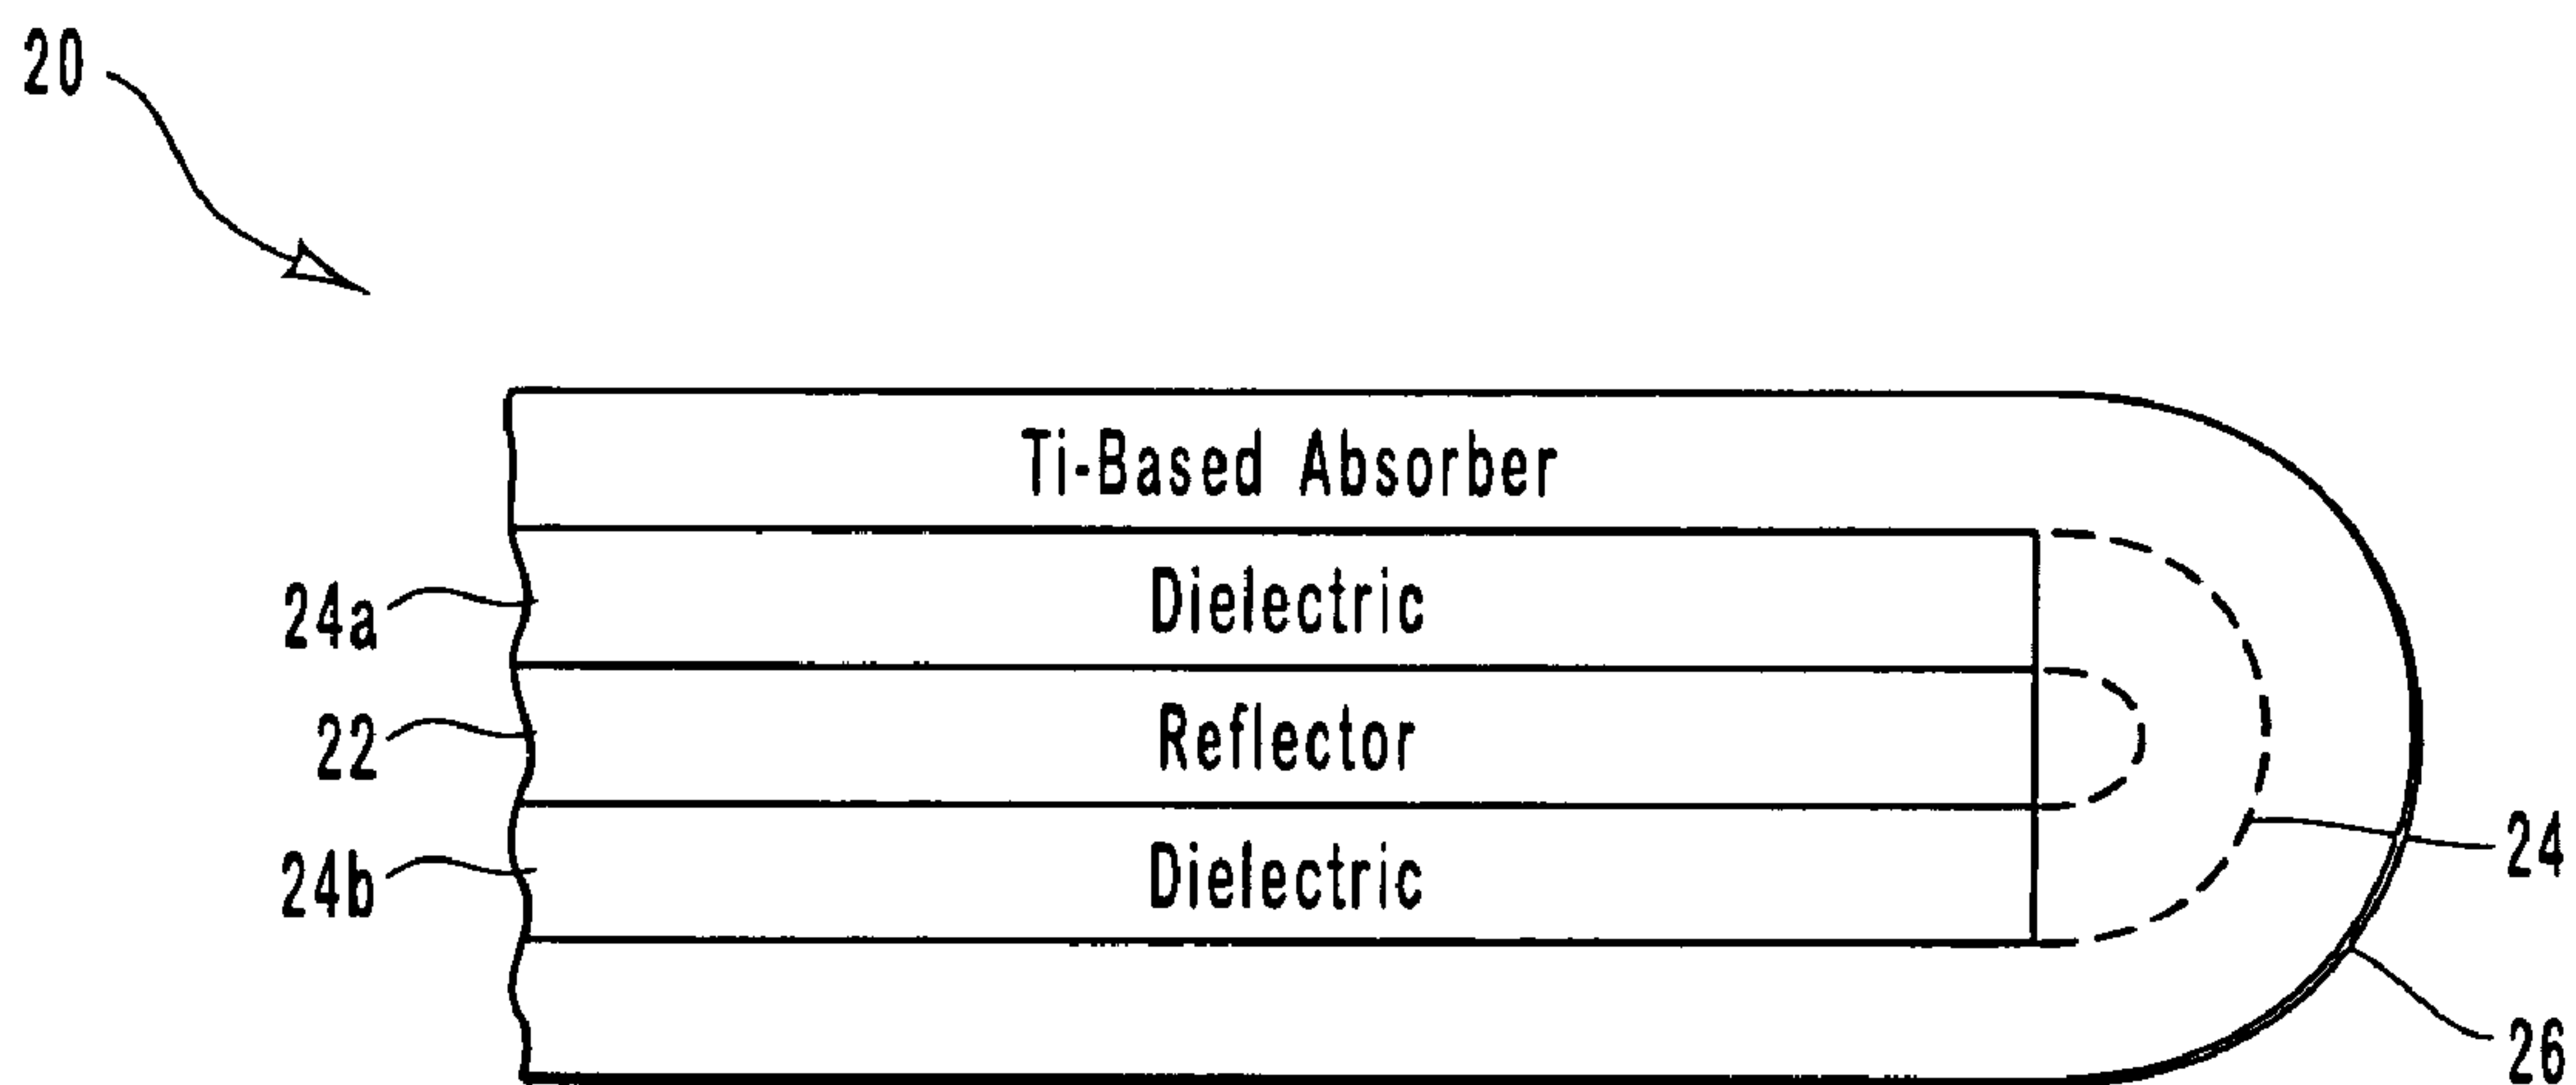 20
Ti-Based Absorber
24a
Dielectric
22
Reflector
24b
Dielectric
24
26